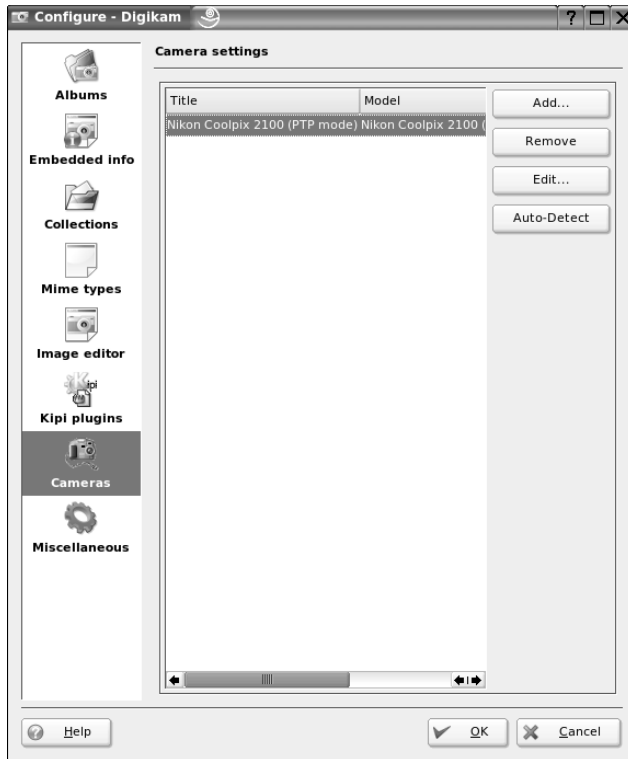 Configure - Digikam
Camera settings
Albums
Embedded info
Collections
Mime types
Image editor
Kipi
Kipi plugins
Cameras
Miscellaneous
Title Model
Nikon Coolpix 2100 (PTP mode) Nikon Coolpix 2100 (
Add...
Remove
Edit...
Auto-Detect
Help
OK
Cancel